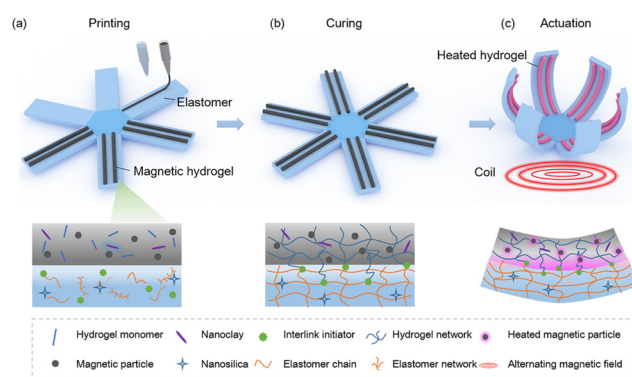 (a) Printing
(b) Curing
(c) Actuation
Elastomer
Magnetic hydrogel
Heated hydrogel
Coil
Hydrogel monomer Nanoclay Interlink initiator Hydrogel network Heated magnetic particle
Magnetic particle Nanosilica Elastomer chain Elastomer network Alternating magnetic field